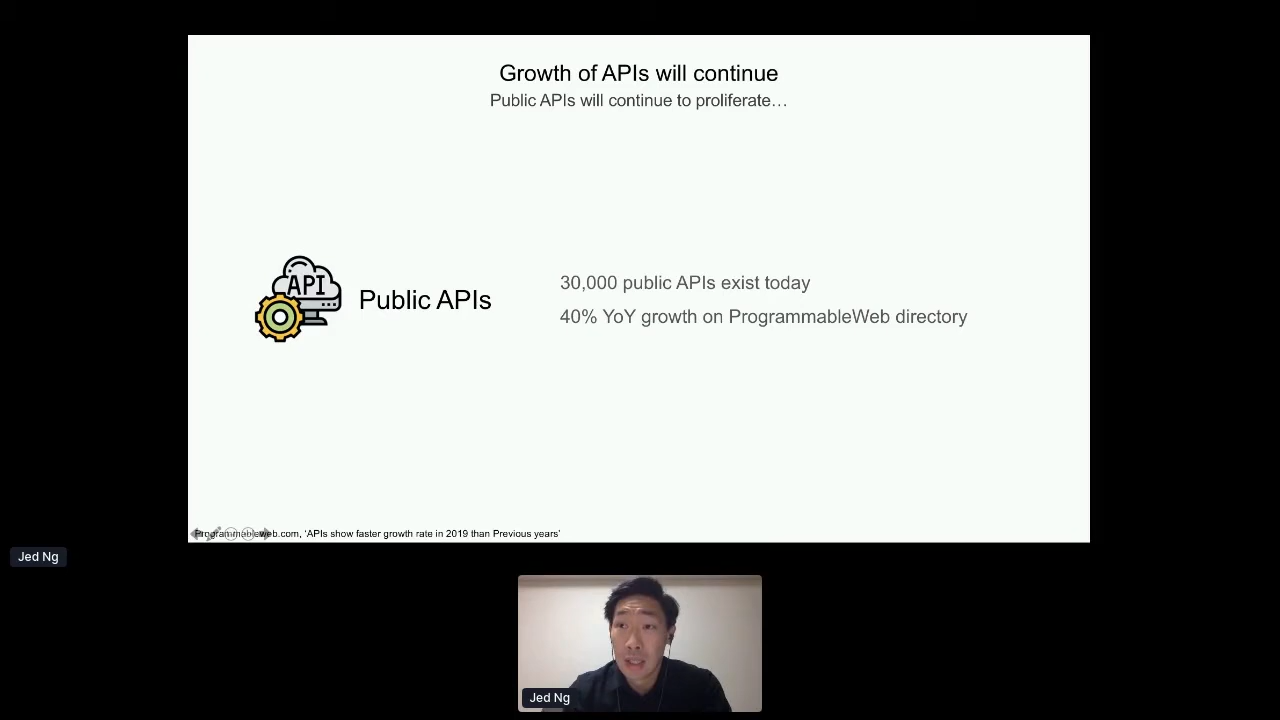 Growth of APIs will continue
Public APIs will continue to proliferate…
API
Public APIs
30,000 public APIs exist today
40% YoY growth on ProgrammableWeb directory
Programmableweb.com, ‘APIs show faster growth rate in 2019 than Previous years’
Jed Ng
Jed Ng